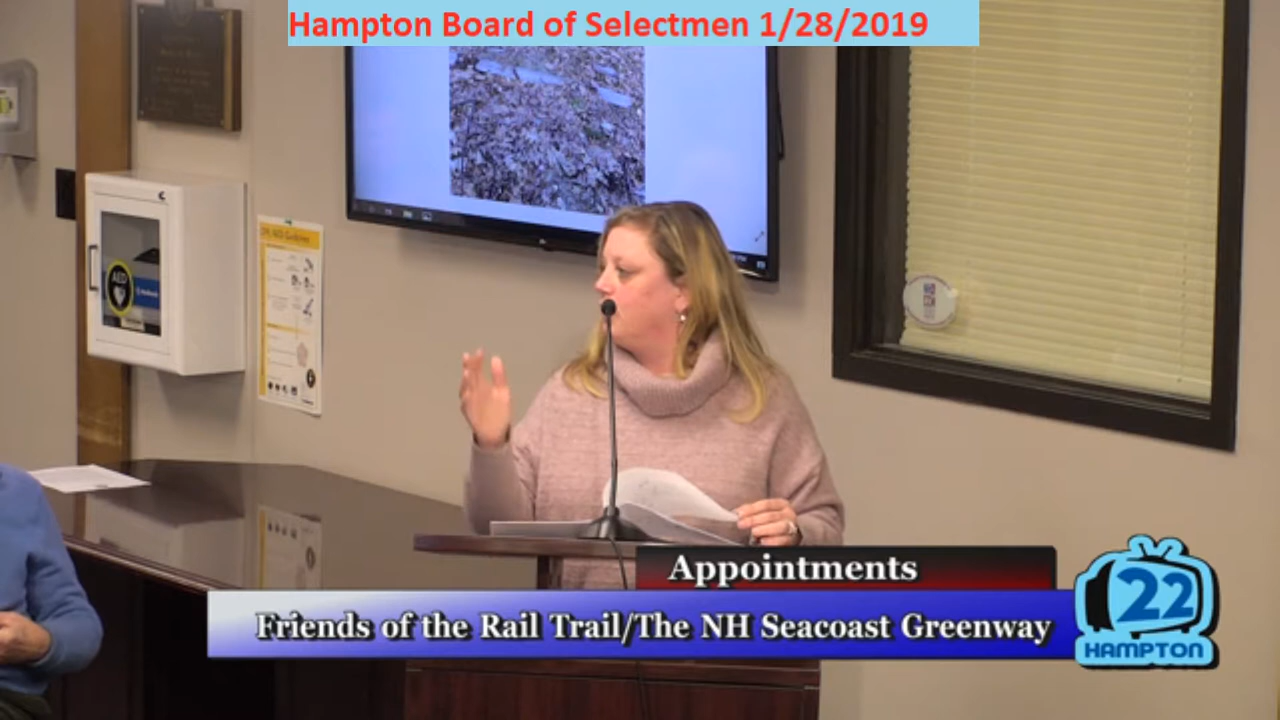 Hampton Board of Selectmen 1/28/2019
AED
Appointments
Friends of the Rail Trail/The NH Seacoast Greenway
22
HAMPTON